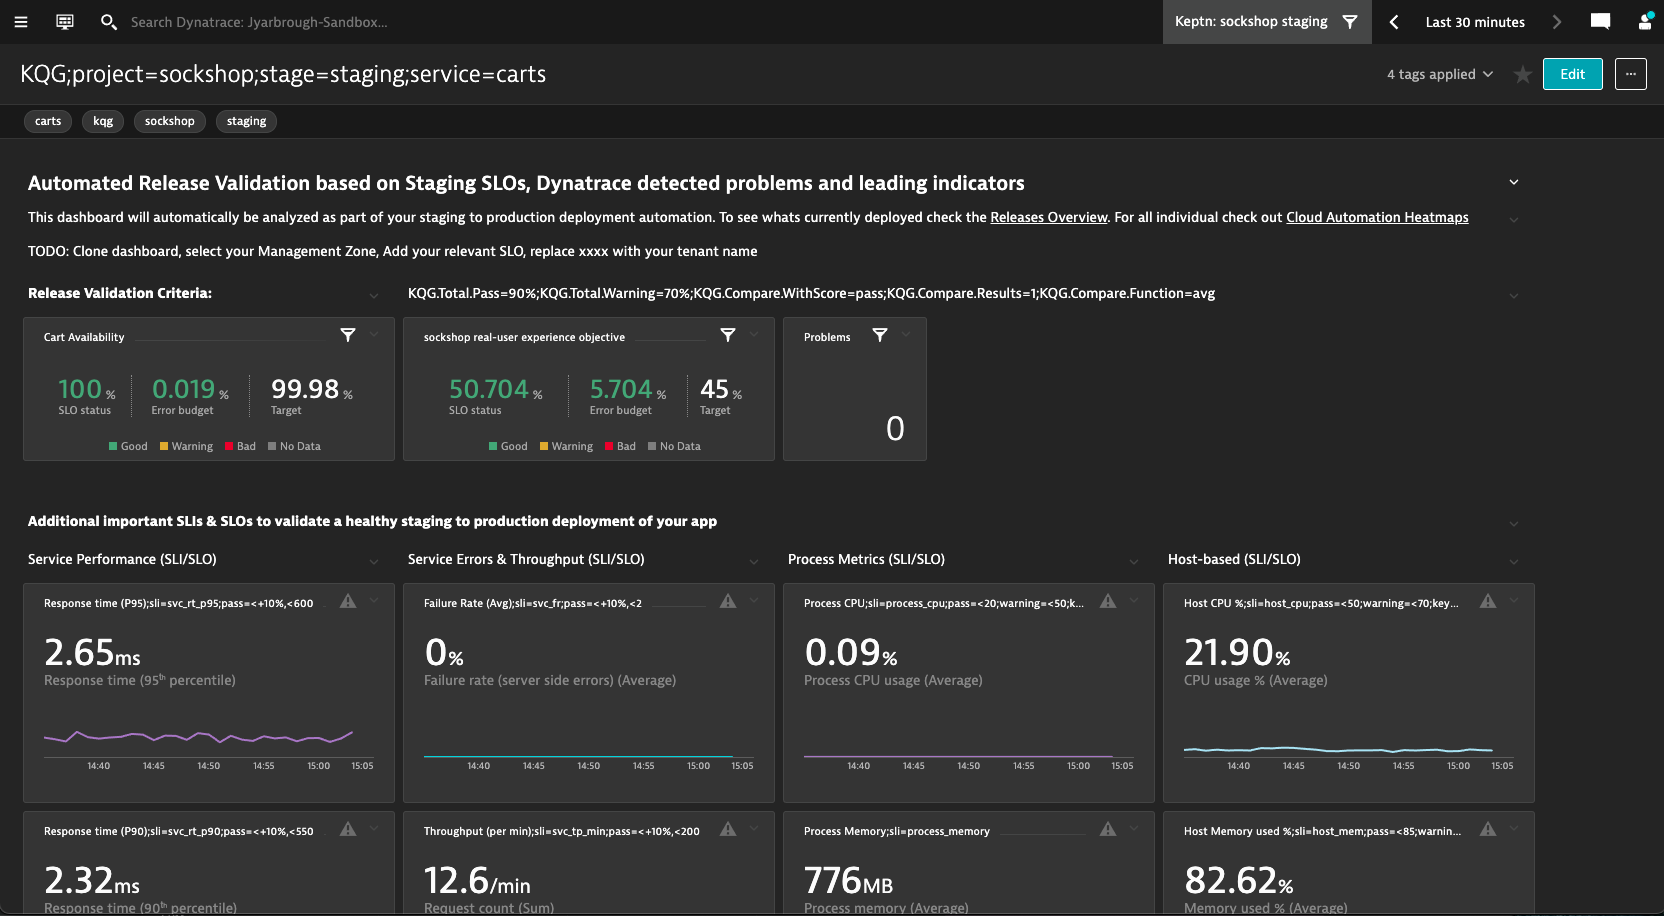 Search Dynatrace: Jyarbrough-Sandbox...
Keptn: sockshop staging
Last 30 minutes
KQG;project=sockshop;stage=staging;service=carts
4 tags applied
Edit
...
carts kqg sockshop staging
Automated Release Validation based on Staging SLOs, Dynatrace detected problems and leading indicators
This dashboard will automatically be analyzed as part of your staging to production deployment automation. To see whats currently deployed check the Releases Overview. For all individual check out Cloud Automation Heatmaps
TODO: Clone dashboard, select your Management Zone, Add your relevant SLO, replace xxxx with your tenant name
Release Validation Criteria:
KQG.Total.Pass=90%;KQG.Total.Warning=70%;KQG.Compare.WithScore=pass;KQG.Compare.Results=1;KQG.Compare.Function=avg
Cart Availability
100 % 0.019 % 99.98 %
SLO status Error budget Target
Good Warning Bad No Data
sockshop real-user experience objective
50.704 % 5.704 % 45 %
SLO status Error budget Target
Good Warning Bad No Data
Problems
0
Additional important SLIs & SLOs to validate a healthy staging to production deployment of your app
Service Performance (SLI/SLO)
Service Errors & Throughput (SLI/SLO)
Process Metrics (SLI/SLO)
Host-based (SLI/SLO)
Response time (P95);sli=svc_rt_p95;pass=<+10%,<600
2.65ms
Response time (95th percentile)
14:40 14:45 14:50 14:55 15:00 15:05
Failure Rate (Avg);sli=svc_fr;pass=<+10%,<2
0%
Failure rate (server side errors) (Average)
14:40 14:45 14:50 14:55 15:00 15:05
Process CPU;sli=process_cpu;pass=<20;warning=<50;k...
0.09%
Process CPU usage (Average)
14:40 14:45 14:50 14:55 15:00 15:05
Host CPU %;sli=host_cpu;pass=<50;warning=<70;key...
21.90%
CPU usage % (Average)
14:40 14:45 14:50 14:55 15:00 15:05
Response time (P90);sli=svc_rt_p90;pass=<+10%,<550
2.32ms
Response time (90th percentile)
Throughput (per min);sli=svc_tp_min;pass=<+10%,<200
12.6/min
Request count (Sum)
Process Memory;sli=process_memory
776MB
Process memory (Average)
Host Memory used %;sli=host_mem;pass=<85;warnin...
82.62%
Memory used % (Average)